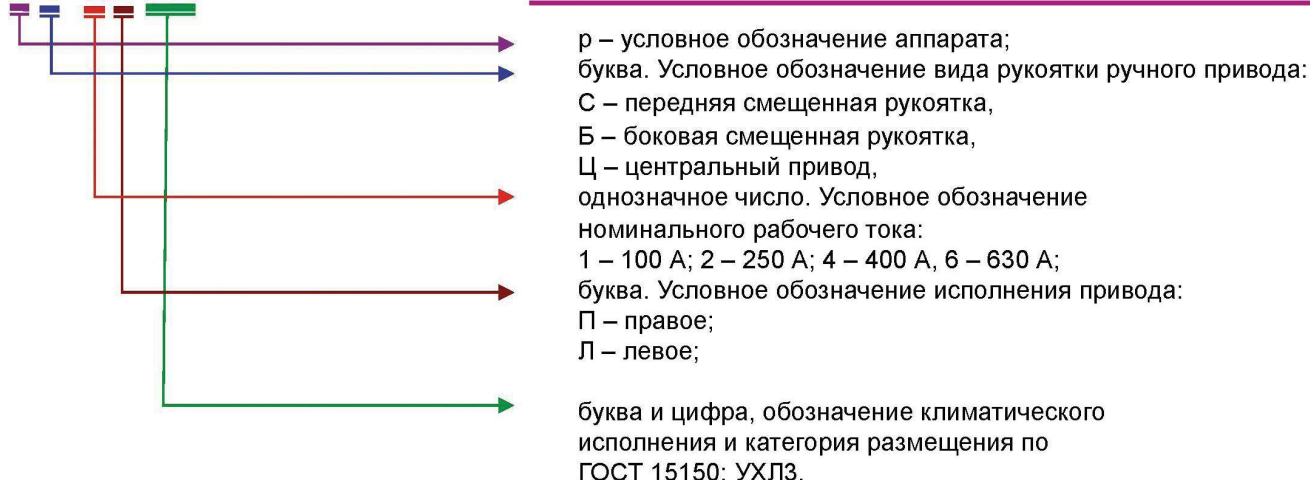 р – условное обозначение аппарата;
буква. Условное обозначение вида рукоятки ручного привода:
С – передняя смещенная рукоятка,
Б – боковая смещенная рукоятка,
Ц – центральный привод,
однозначное число. Условное обозначение
номинального рабочего тока:
1 – 100 А; 2 – 250 А; 4 – 400 А, 6 – 630 А;
буква. Условное обозначение исполнения привода:
П – правое;
Л – левое;
буква и цифра, обозначение климатического
исполнения и категория размещения по
ГОСТ 15150: УХЛ3.